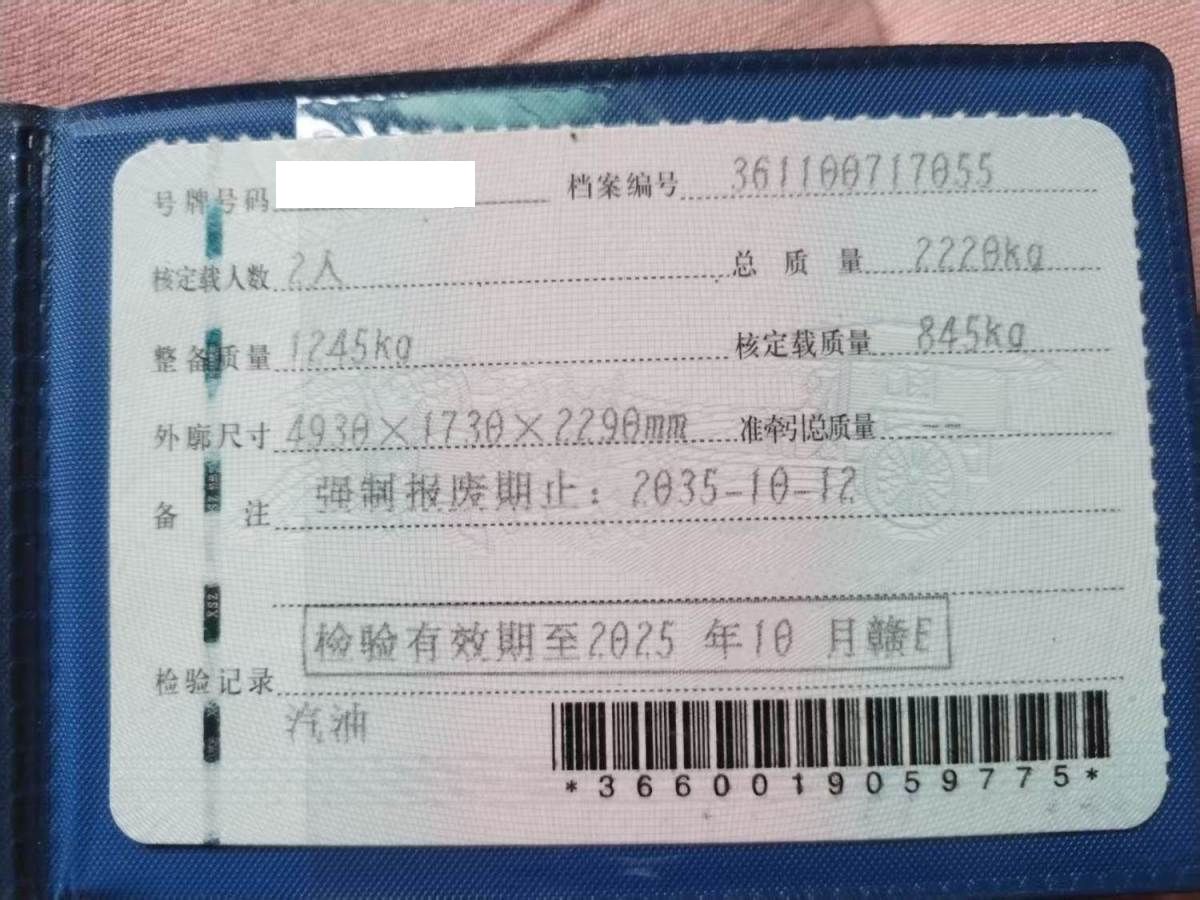 号牌号码 档案编号 361100717055
核定载人数 2人 总质量 2220kg
整备质量 1245kg 核定载质量 845kg
外廓尺寸 4930×1730×2290mm 准牵引总质量 --
备注 强制报废期止：2035-10-12
检验有效期至2025年10月赣E
检验记录
汽油
*3660019059775*
XSZ